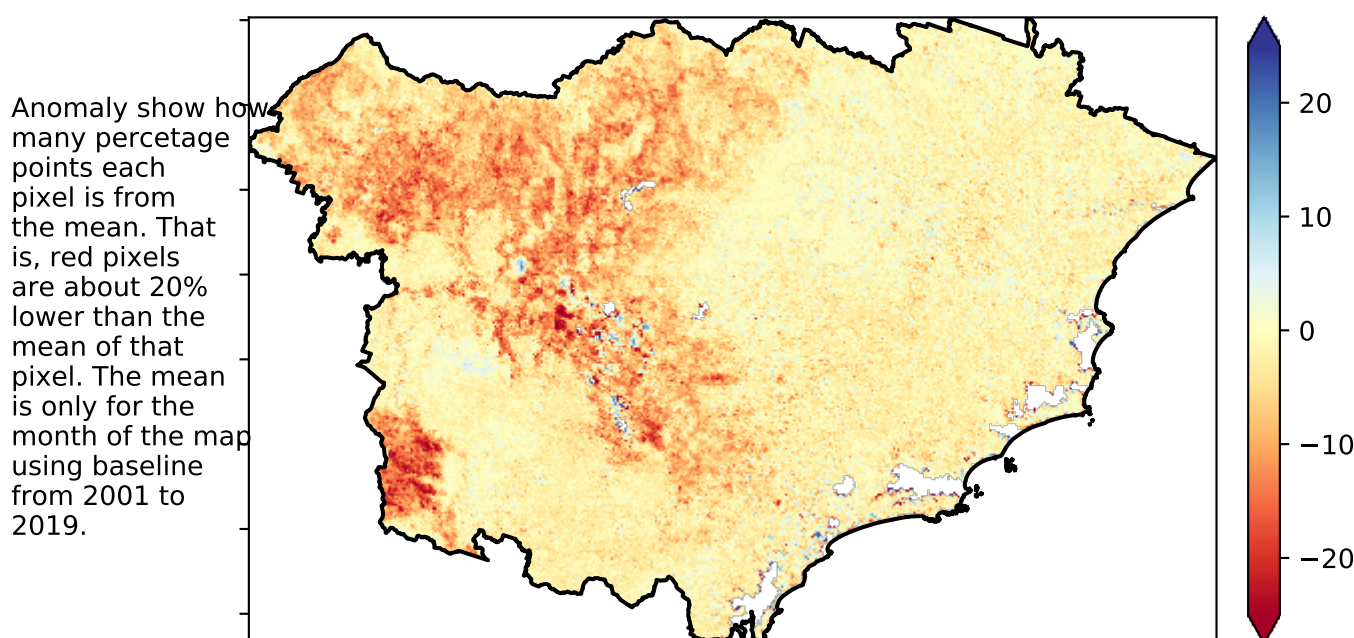 Anomaly show how
many percetage
points each
pixel is from
the mean. That
is, red pixels
are about 20%
lower than the
mean of that
pixel. The mean
is only for the
month of the map
using baseline
from 2001 to
2019.
20
10
0
−10
−20